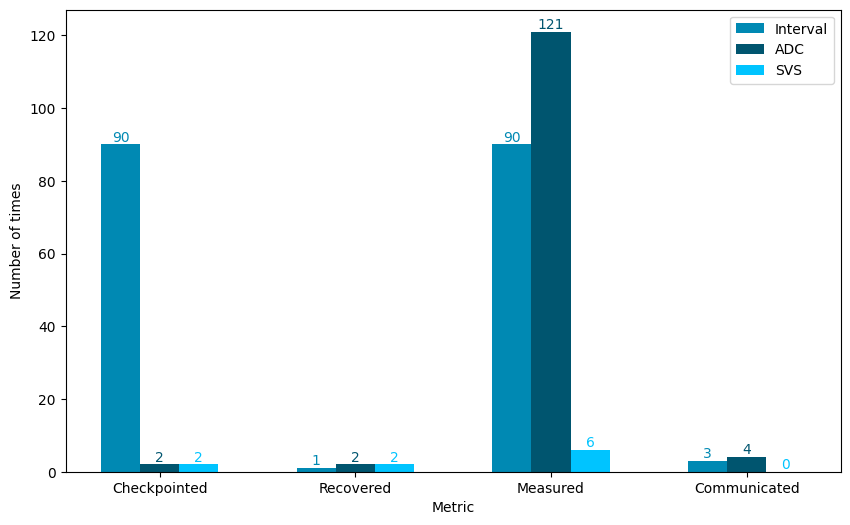 Interval
ADC
SVS
Number of times
120
100
80
60
40
20
0
90
2
2
1
2
2
90
121
6
3
4
0
Checkpointed
Recovered
Measured
Communicated
Metric